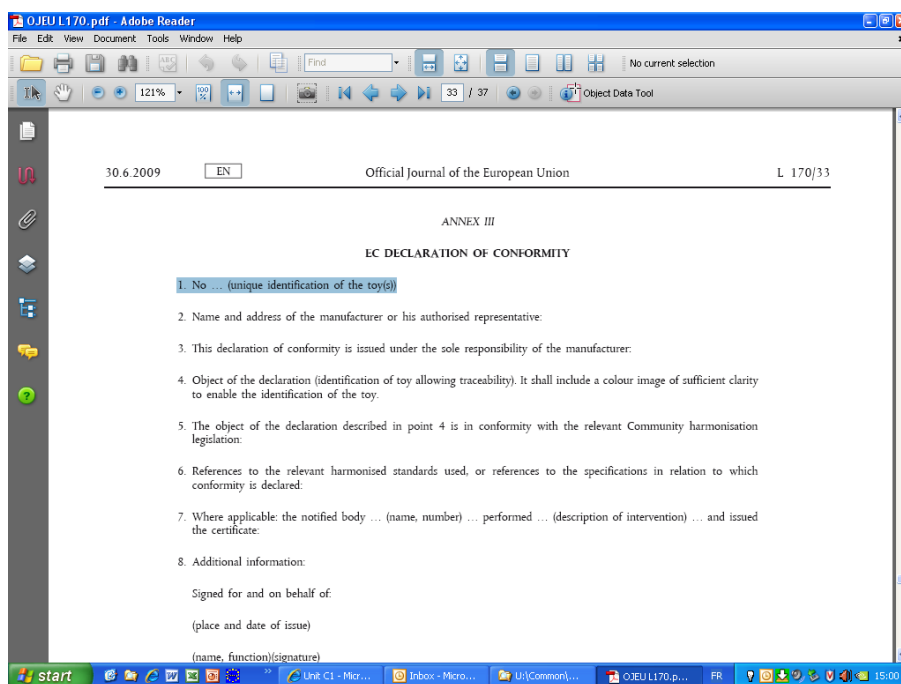 OJEU L170.pdf - Adobe Reader
File Edit View Document Tools Window Help
Find
No current selection
121%
33 / 37
Object Data Tool
30.6.2009 EN Official Journal of the European Union L 170/33
ANNEX III
EC DECLARATION OF CONFORMITY
1. No … (unique identification of the toy(s))
2. Name and address of the manufacturer or his authorised representative:
3. This declaration of conformity is issued under the sole responsibility of the manufacturer:
4. Object of the declaration (identification of toy allowing traceability). It shall include a colour image of sufficient clarity
to enable the identification of the toy.
5. The object of the declaration described in point 4 is in conformity with the relevant Community harmonisation
legislation:
6. References to the relevant harmonised standards used, or references to the specifications in relation to which
conformity is declared:
7. Where applicable: the notified body … (name, number) … performed … (description of intervention) … and issued
the certificate:
8. Additional information:
Signed for and on behalf of:
(place and date of issue)
(name, function)(signature)
start Unit C1 - Micr... Inbox - Micro... U:\Common\... OJEU L170.p... FR 15:00